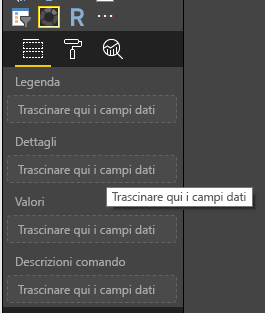 R ...
Legenda
Trascinare qui i campi dati
Dettagli
Trascinare qui i campi dati
Trascinare qui i campi dati
Valori
Trascinare qui i campi dati
Descrizioni comando
Trascinare qui i campi dati